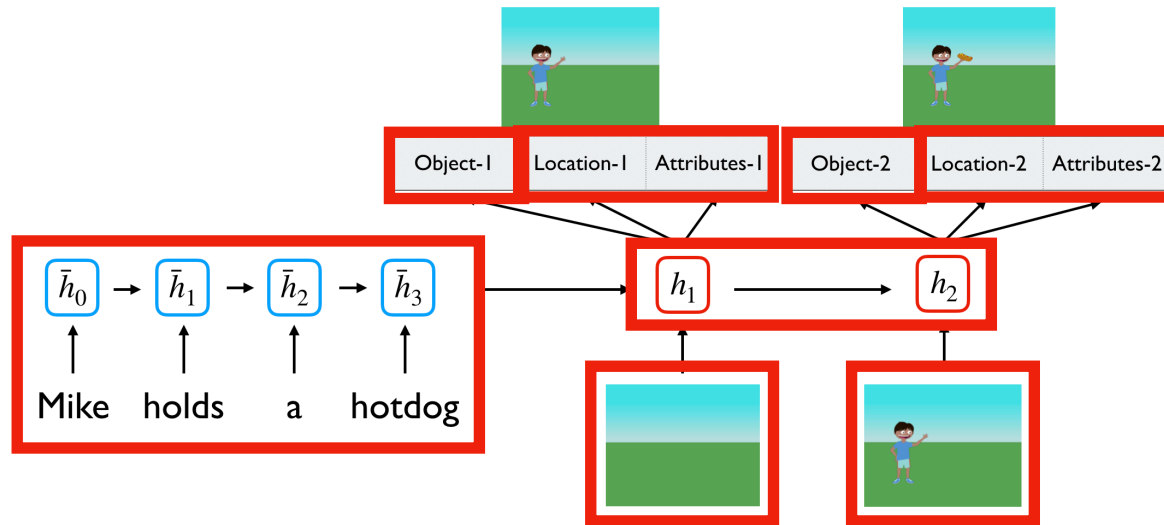 Object-1 Location-1 Attributes-1 Object-2 Location-2 Attributes-2
h̄₀ h̄₁ h̄₂ h̄₃ h₁ h₂
Mike holds a hotdog